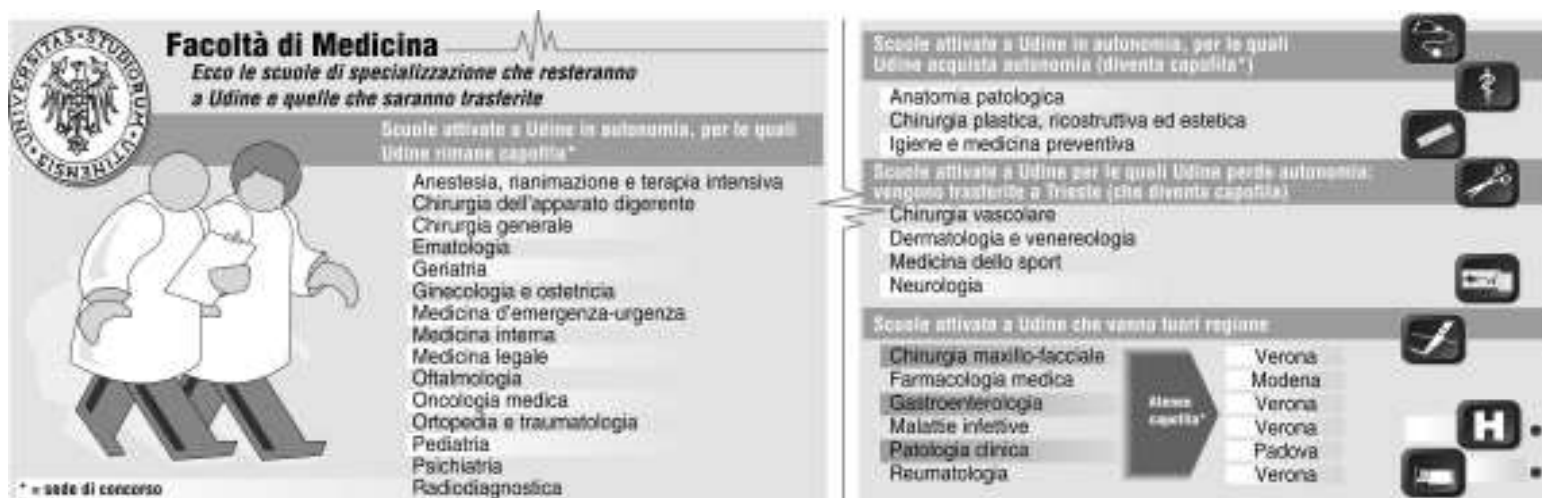 UNIVERSITAS · STUDIORUM · UTINENSIS
Facoltà di Medicina
Ecco le scuole di specializzazione che resteranno
a Udine e quelle che saranno trasferite
Scuole attivate a Udine in autonomia, per le quali
Udine rimane capofila*
Anestesia, rianimazione e terapia intensiva
Chirurgia dell'apparato digerente
Chirurgia generale
Ematologia
Geriatria
Ginecologia e ostetricia
Medicina d'emergenza-urgenza
Medicina interna
Medicina legale
Oftalmologia
Oncologia medica
Ortopedia e traumatologia
Pediatria
Psichiatria
Radiodiagnostica
* = sede di concorso
Scuole attivate a Udine in autonomia, per le quali
Udine acquista autonomia (diventa capofila*)
Anatomia patologica
Chirurgia plastica, ricostruttiva ed estetica
Igiene e medicina preventiva
Scuole attivate a Udine per le quali Udine perde autonomia:
vengono trasferite a Trieste (che diventa capofila)
Chirurgia vascolare
Dermatologia e venereologia
Medicina dello sport
Neurologia
Scuole attivate a Udine che vanno fuori regione
Chirurgia maxillo-facciale Verona
Farmacologia medica Modena
Gastroenterologia Verona
Ateneo
capofila*
Malattie infettive Verona
Patologia clinica Padova
Reumatologia Verona
H